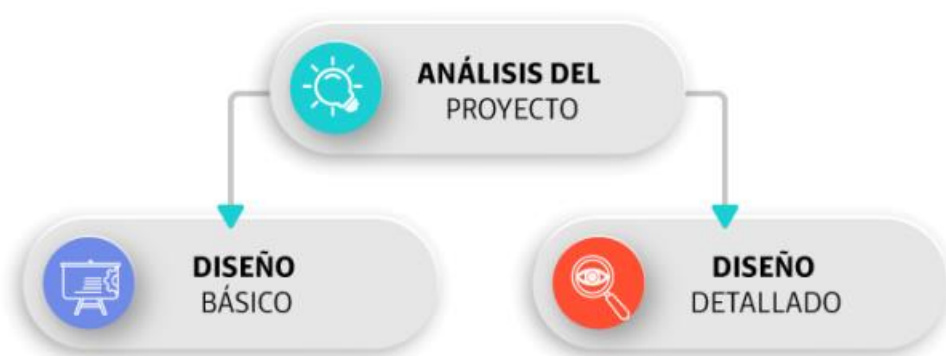 ANÁLISIS DEL
PROYECTO
DISEÑO
BÁSICO
DISEÑO
DETALLADO